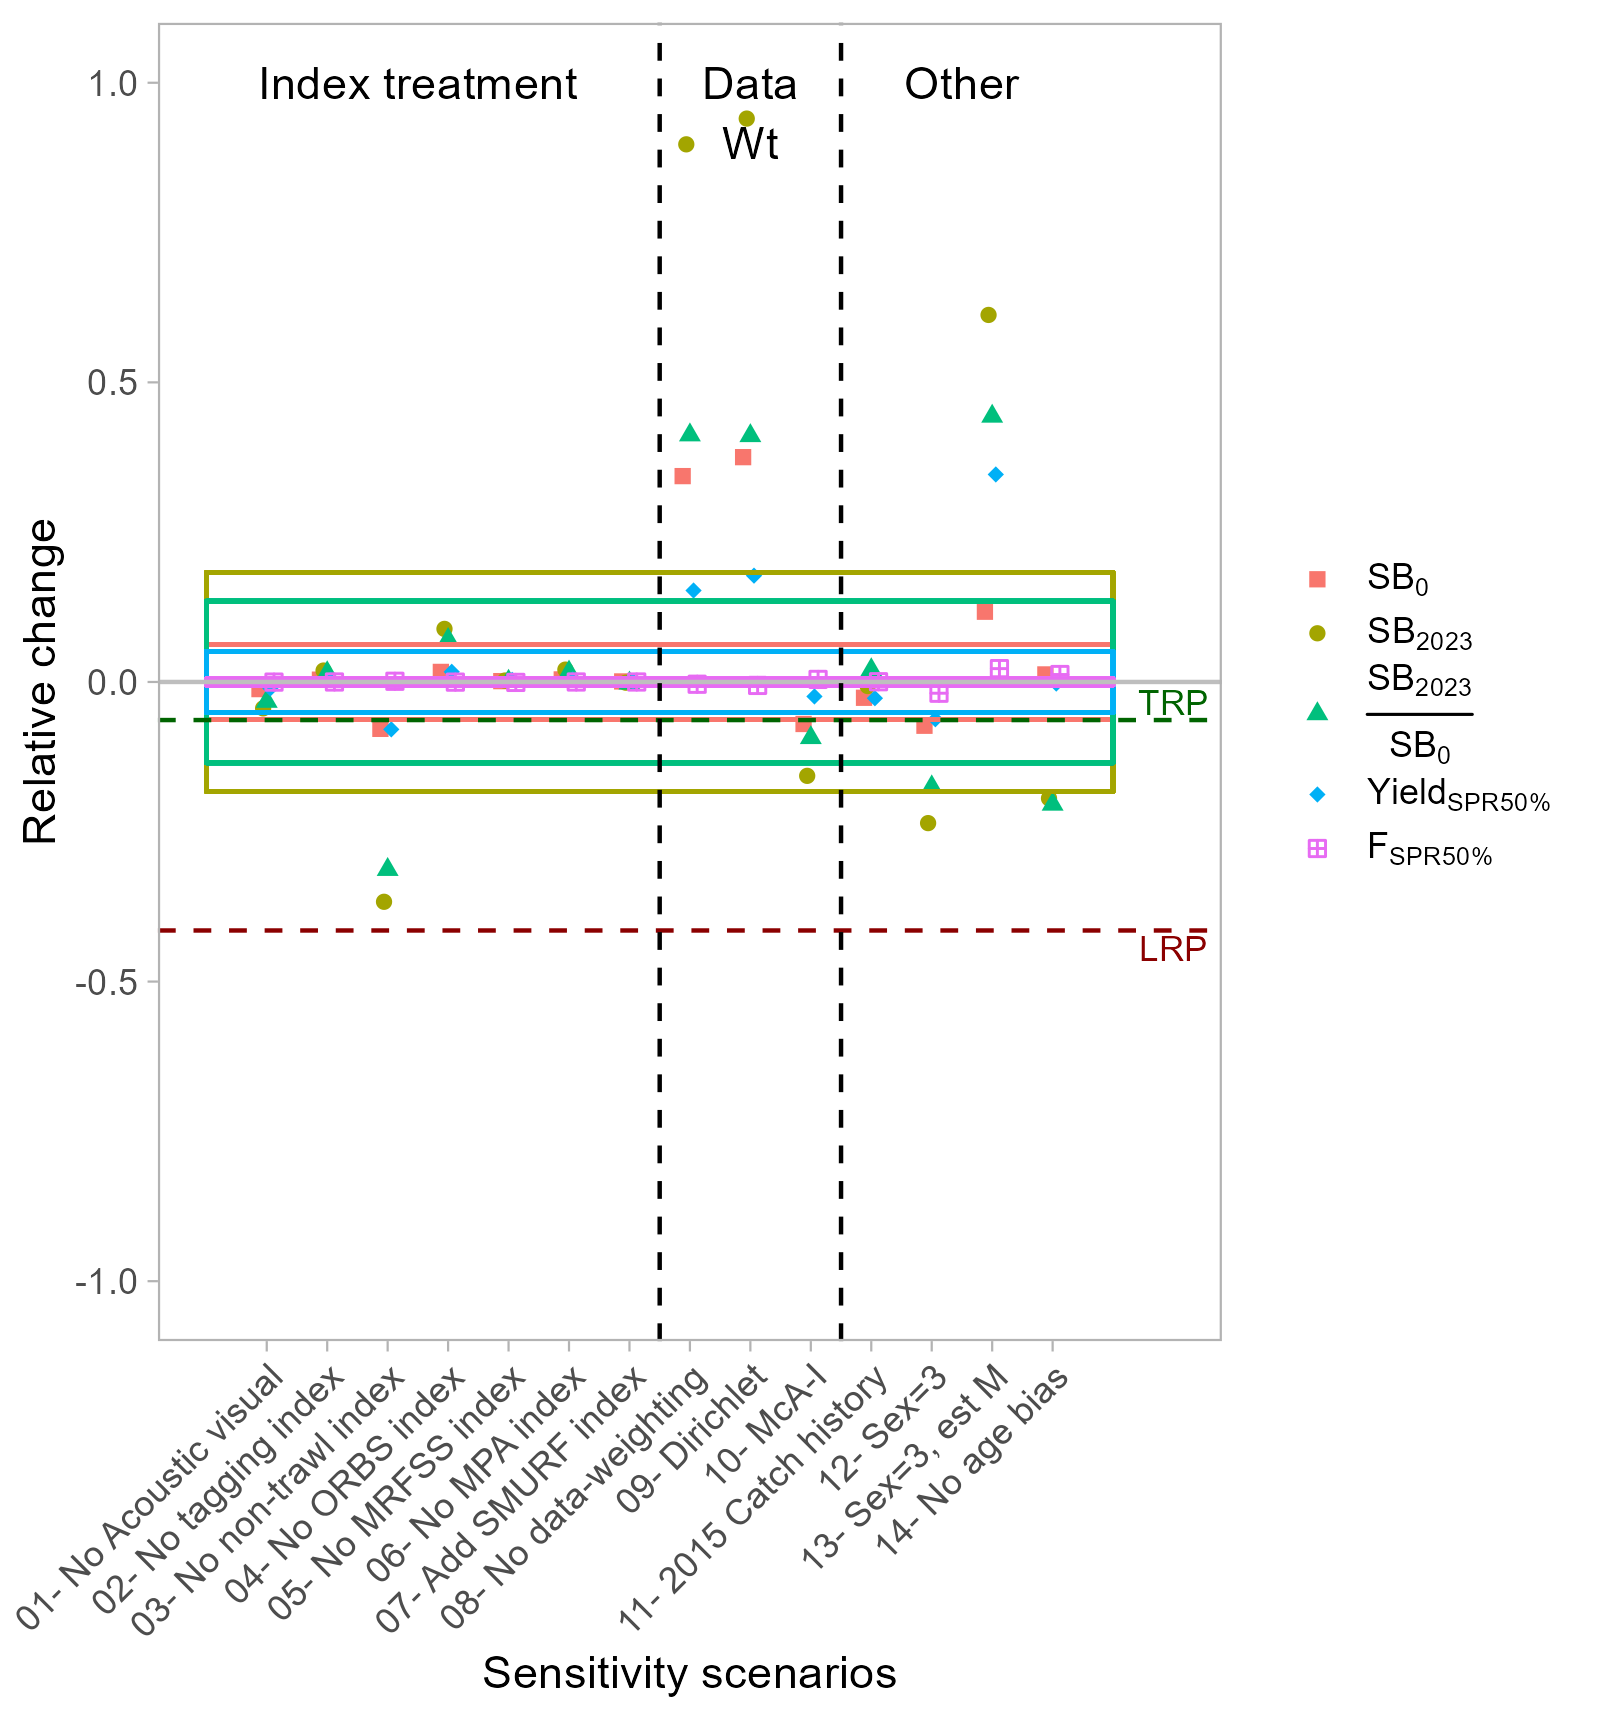 Index treatment
Data
Wt
Other
1.0
0.5
0.0
-0.5
-1.0
Relative change
TRP
LRP
SB0
SB2023
SB2023
SB0
YieldSPR50%
FSPR50%
01- No Acoustic visual
02- No tagging index
03- No non-trawl index
04- No ORBS index
05- No MRFSS index
06- No MPA index
07- Add SMURF index
08- No data-weighting
09- Dirichlet
10- McA-I
11- 2015 Catch history
12- Sex=3
13- Sex=3, est M
14- No age bias
Sensitivity scenarios